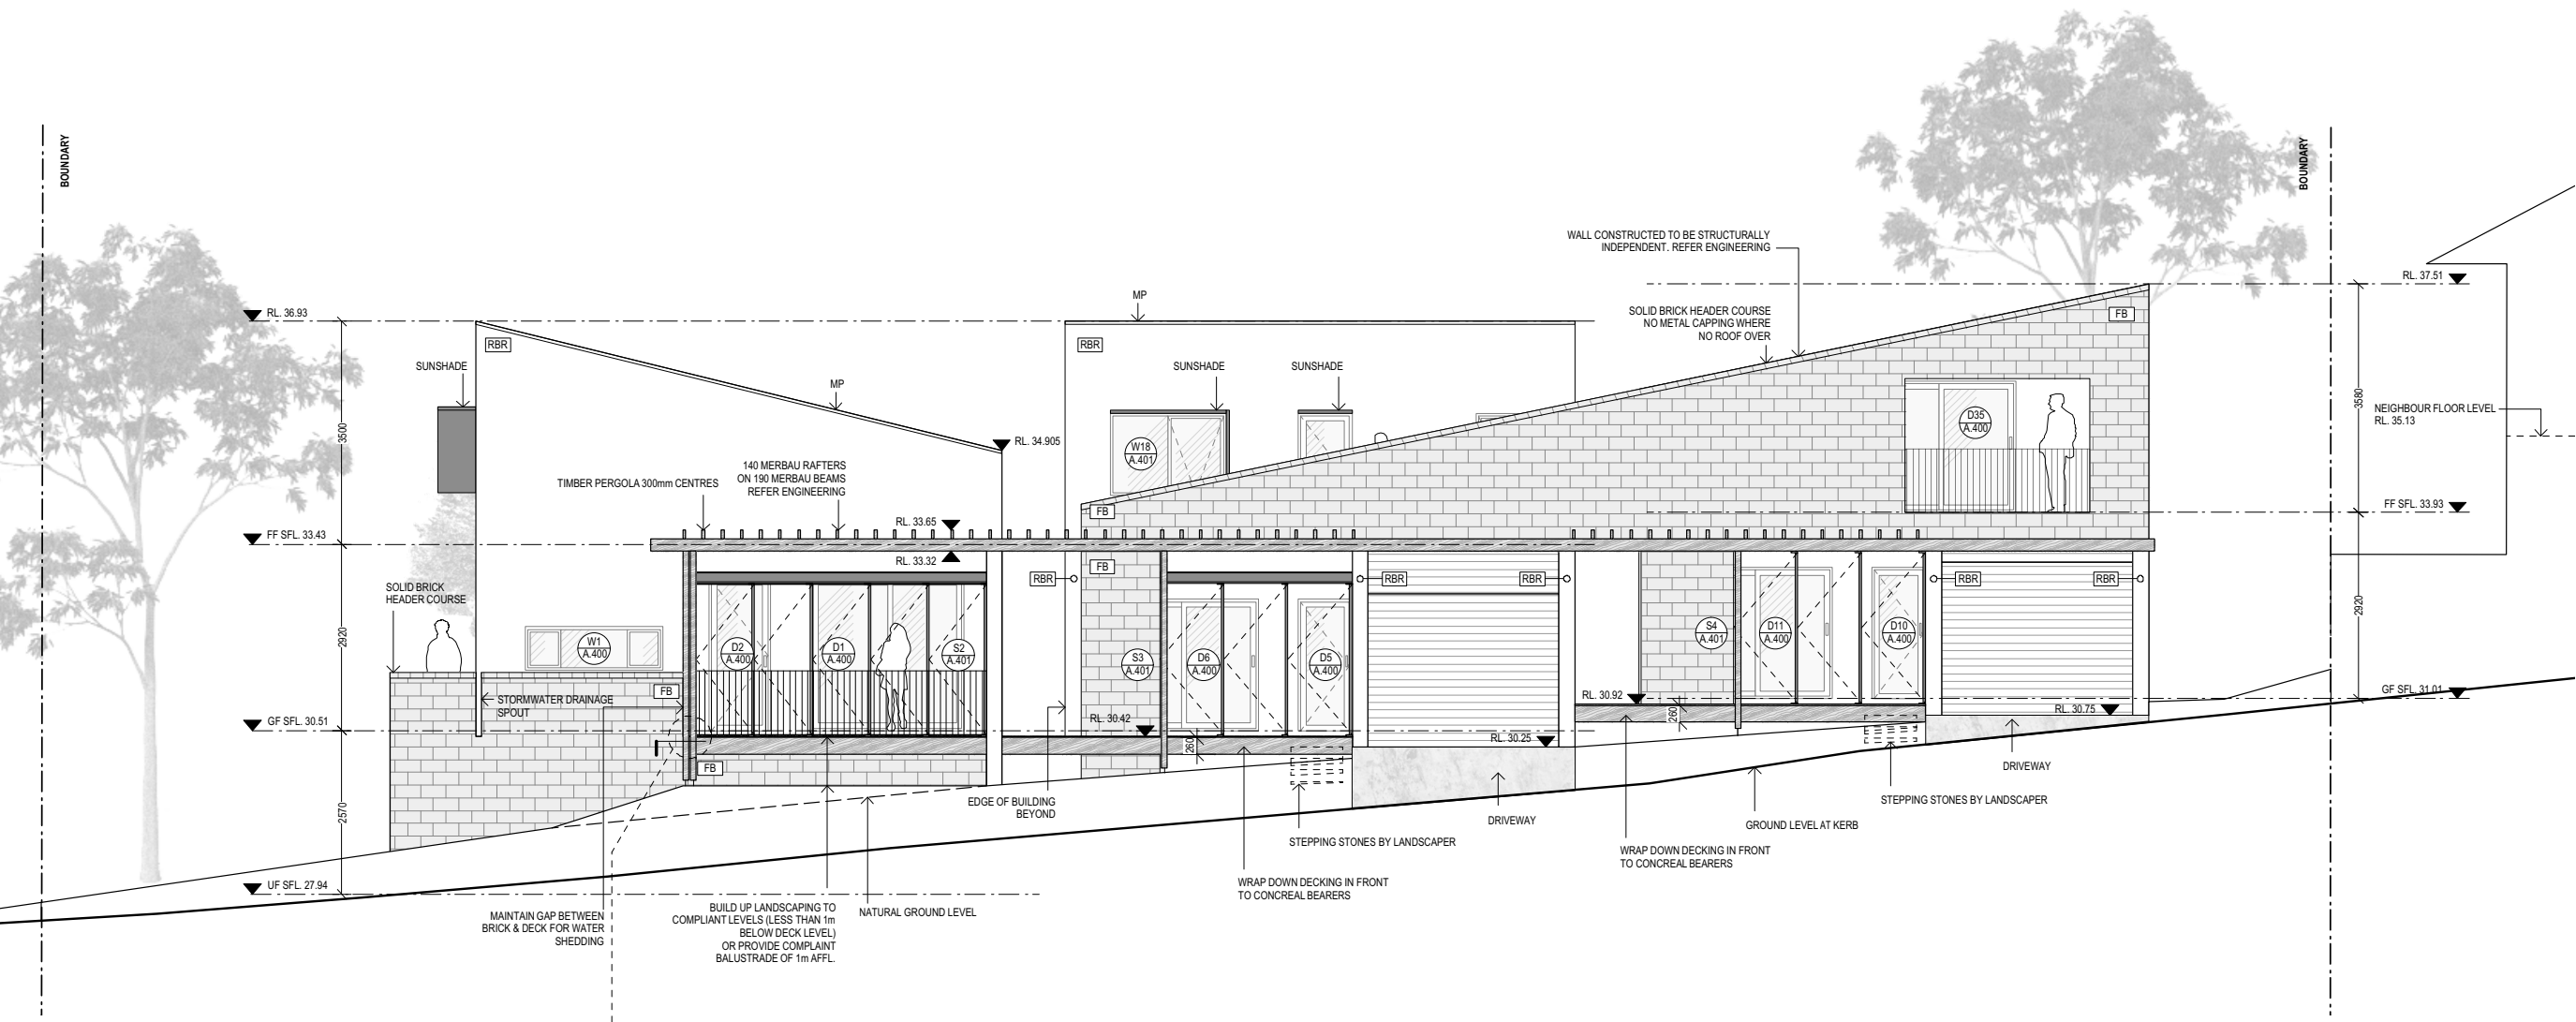 BOUNDARY
BOUNDARY
WALL CONSTRUCTED TO BE STRUCTURALLY
INDEPENDENT. REFER ENGINEERING
RL. 37.51
MP
RL. 36.93
SOLID BRICK HEADER COURSE
NO METAL CAPPING WHERE
NO ROOF OVER
FB
RBR
RBR
SUNSHADE
SUNSHADE
SUNSHADE
MP
3500
3580
D35
A.400
NEIGHBOUR FLOOR LEVEL
RL. 35.13
RL. 34.905
W18
A.401
140 MERBAU RAFTERS
ON 190 MERBAU BEAMS
REFER ENGINEERING
TIMBER PERGOLA 300mm CENTRES
FB
FF SFL. 33.93
RL. 33.65
FF SFL. 33.43
RL. 33.32
FB
RBR
RBR
RBR
RBR
RBR
SOLID BRICK
HEADER COURSE
2920
2920
W1
A.400
D2
A.400
D1
A.400
S2
A.401
S3
A.401
D6
A.400
D5
A.400
S4
A.401
D11
A.400
D10
A.400
FB
STORMWATER DRAINAGE
SPOUT
RL. 30.92
GF SFL. 31.01
260
RL. 30.75
GF SFL. 30.51
RL. 30.42
260
RL. 30.25
FB
DRIVEWAY
2570
EDGE OF BUILDING
BEYOND
DRIVEWAY
STEPPING STONES BY LANDSCAPER
GROUND LEVEL AT KERB
STEPPING STONES BY LANDSCAPER
WRAP DOWN DECKING IN FRONT
TO CONCREAL BEARERS
WRAP DOWN DECKING IN FRONT
TO CONCREAL BEARERS
UF SFL. 27.94
MAINTAIN GAP BETWEEN
BRICK & DECK FOR WATER
SHEDDING
BUILD UP LANDSCAPING TO
COMPLIANT LEVELS (LESS THAN 1m
BELOW DECK LEVEL)
OR PROVIDE COMPLAINT
BALUSTRADE OF 1m AFFL.
NATURAL GROUND LEVEL